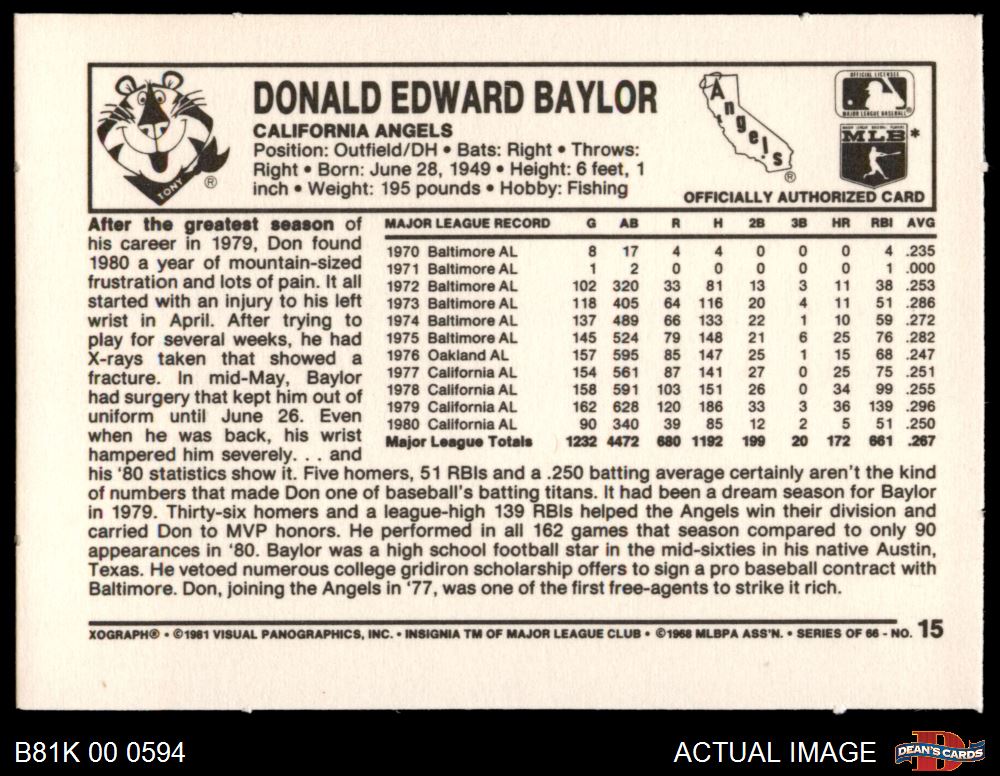 DONALD EDWARD BAYLOR
CALIFORNIA ANGELS
Position: Outfield/DH • Bats: Right • Throws:
Right • Born: June 28, 1949 • Height: 6 feet, 1
inch • Weight: 195 pounds • Hobby: Fishing
TONY ®
Angels ®
OFFICIAL LICENSEE
MAJOR LEAGUE BASEBALL ®
MLB *
OFFICIALLY AUTHORIZED CARD
After the greatest season of
his career in 1979, Don found
1980 a year of mountain-sized
frustration and lots of pain. It all
started with an injury to his left
wrist in April. After trying to
play for several weeks, he had
X-rays taken that showed a
fracture. In mid-May, Baylor
had surgery that kept him out of
uniform until June 26. Even
when he was back, his wrist
hampered him severely. . . and
MAJOR LEAGUE RECORD G AB R H 2B 3B HR RBI AVG
1970 Baltimore AL 8 17 4 4 0 0 0 4 .235
1971 Baltimore AL 1 2 0 0 0 0 0 1 .000
1972 Baltimore AL 102 320 33 81 13 3 11 38 .253
1973 Baltimore AL 118 405 64 116 20 4 11 51 .286
1974 Baltimore AL 137 489 66 133 22 1 10 59 .272
1975 Baltimore AL 145 524 79 148 21 6 25 76 .282
1976 Oakland AL 157 595 85 147 25 1 15 68 .247
1977 California AL 154 561 87 141 27 0 25 75 .251
1978 California AL 158 591 103 151 26 0 34 99 .255
1979 California AL 162 628 120 186 33 3 36 139 .296
1980 California AL 90 340 39 85 12 2 5 51 .250
Major League Totals 1232 4472 680 1192 199 20 172 661 .267
his '80 statistics show it. Five homers, 51 RBIs and a .250 batting average certainly aren't the kind
of numbers that made Don one of baseball's batting titans. It had been a dream season for Baylor
in 1979. Thirty-six homers and a league-high 139 RBIs helped the Angels win their division and
carried Don to MVP honors. He performed in all 162 games that season compared to only 90
appearances in '80. Baylor was a high school football star in the mid-sixties in his native Austin,
Texas. He vetoed numerous college gridiron scholarship offers to sign a pro baseball contract with
Baltimore. Don, joining the Angels in '77, was one of the first free-agents to strike it rich.
XOGRAPH® • ©1981 VISUAL PANOGRAPHICS, INC. • INSIGNIA TM OF MAJOR LEAGUE CLUB • ©1968 MLBPA ASS'N. • SERIES OF 66 - NO. 15
B81K 00 0594
ACTUAL IMAGE
DEAN'S CARDS